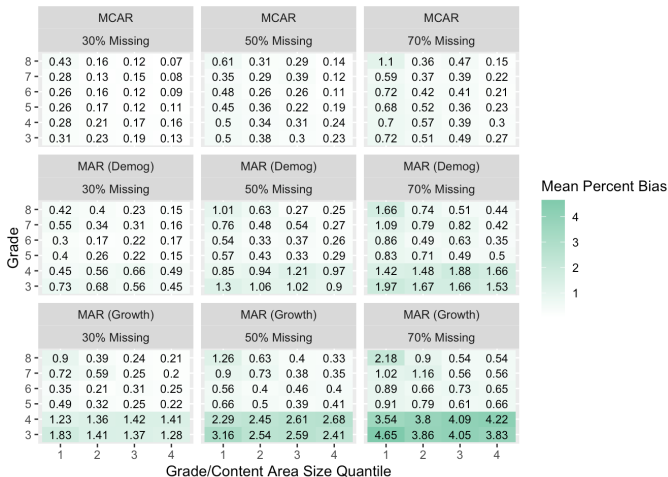 MCAR MCAR MCAR
30% Missing 50% Missing 70% Missing
8 0.43 0.16 0.12 0.07 0.61 0.31 0.29 0.14 1.1 0.36 0.47 0.15
7 0.28 0.13 0.15 0.08 0.35 0.29 0.39 0.12 0.59 0.37 0.39 0.22
6 0.26 0.16 0.12 0.09 0.48 0.26 0.26 0.11 0.72 0.42 0.41 0.21
5 0.26 0.17 0.12 0.11 0.45 0.36 0.22 0.19 0.68 0.52 0.36 0.23
4 0.28 0.21 0.17 0.16 0.5 0.34 0.31 0.24 0.7 0.57 0.39 0.3
3 0.31 0.23 0.19 0.13 0.5 0.38 0.3 0.23 0.72 0.51 0.49 0.27
MAR (Demog) MAR (Demog) MAR (Demog)
30% Missing 50% Missing 70% Missing
8 0.42 0.4 0.23 0.15 1.01 0.63 0.27 0.25 1.66 0.74 0.51 0.44
7 0.55 0.34 0.31 0.16 0.76 0.48 0.54 0.27 1.09 0.79 0.82 0.42
6 0.3 0.17 0.22 0.17 0.54 0.33 0.37 0.26 0.86 0.49 0.63 0.35
5 0.4 0.26 0.22 0.15 0.57 0.43 0.33 0.29 0.83 0.71 0.49 0.5
4 0.45 0.56 0.66 0.49 0.85 0.94 1.21 0.97 1.42 1.48 1.88 1.66
3 0.73 0.68 0.56 0.45 1.3 1.06 1.02 0.9 1.97 1.67 1.66 1.53
MAR (Growth) MAR (Growth) MAR (Growth)
30% Missing 50% Missing 70% Missing
8 0.9 0.39 0.24 0.21 1.26 0.63 0.4 0.33 2.18 0.9 0.54 0.54
7 0.72 0.59 0.25 0.2 0.9 0.73 0.38 0.35 1.02 1.16 0.56 0.56
6 0.35 0.21 0.31 0.25 0.56 0.4 0.46 0.4 0.89 0.66 0.73 0.65
5 0.49 0.32 0.25 0.22 0.66 0.5 0.39 0.41 0.91 0.79 0.61 0.66
4 1.23 1.36 1.42 1.41 2.29 2.45 2.61 2.68 3.54 3.8 4.09 4.22
3 1.83 1.41 1.37 1.28 3.16 2.54 2.59 2.41 4.65 3.86 4.05 3.83
1 2 3 4 1 2 3 4 1 2 3 4
Grade/Content Area Size Quantile
Grade
Mean Percent Bias
4
3
2
1